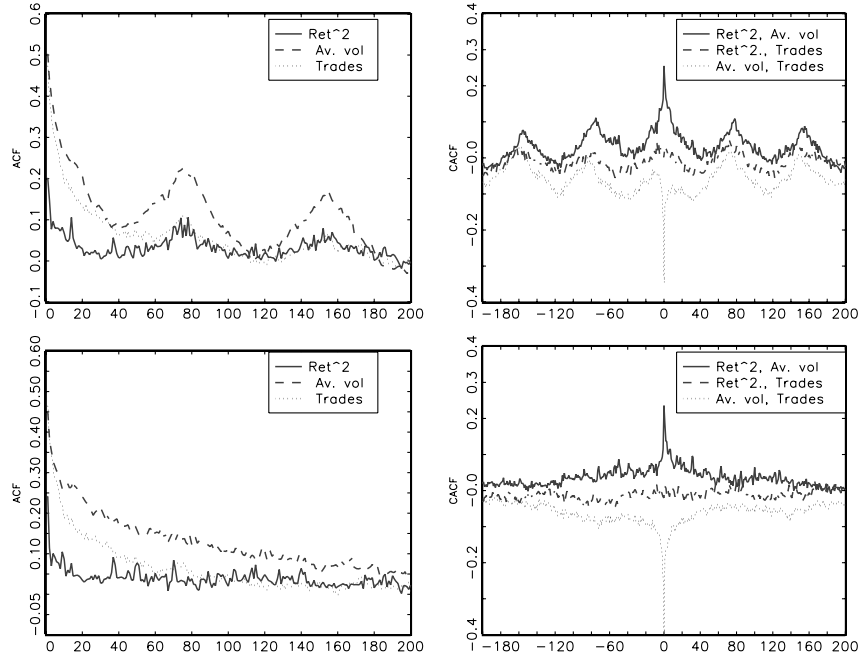 0.6
0.5
0.4
0.3
0.2
0.1
0.0
-0.1
ACF
Ret^2
Av. vol
Trades
0 20 40 60 80 100 120 140 160 180 200
0.4
0.2
-0.0
-0.2
-0.4
CACF
Ret^2, Av. vol
Ret^2., Trades
Av. vol, Trades
-180 -120 -60 0 40 80 120 160 200
0.60
0.50
0.40
0.30
0.20
0.10
-0.05
ACF
Ret^2
Av. vol
Trades
0 20 40 60 80 100 120 140 160 180 200
0.4
0.2
-0.0
-0.2
-0.4
CACF
Ret^2, Av. vol
Ret^2., Trades
Av. vol, Trades
-180 -120 -60 0 40 80 120 160 200